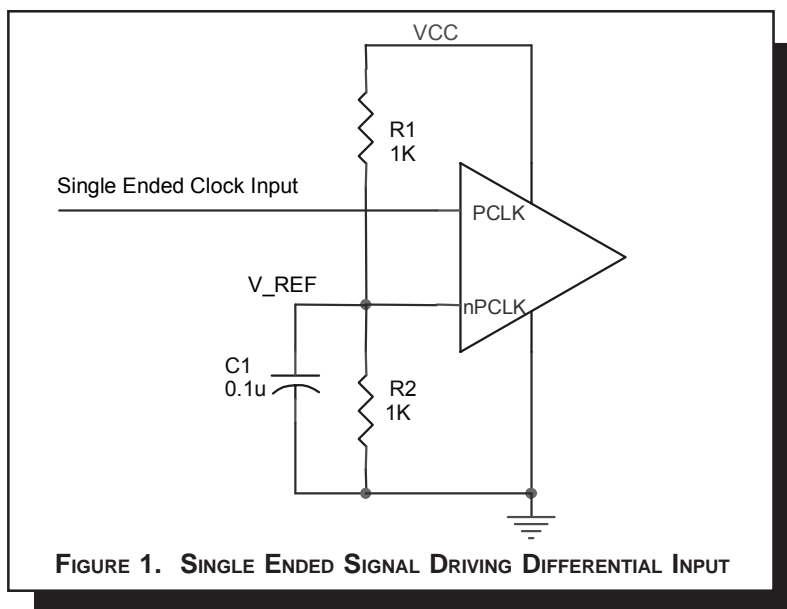 VCC
R1
1K
Single Ended Clock Input
PCLK
V_REF
nPCLK
C1
0.1u
R2
1K
FIGURE 1. SINGLE ENDED SIGNAL DRIVING DIFFERENTIAL INPUT